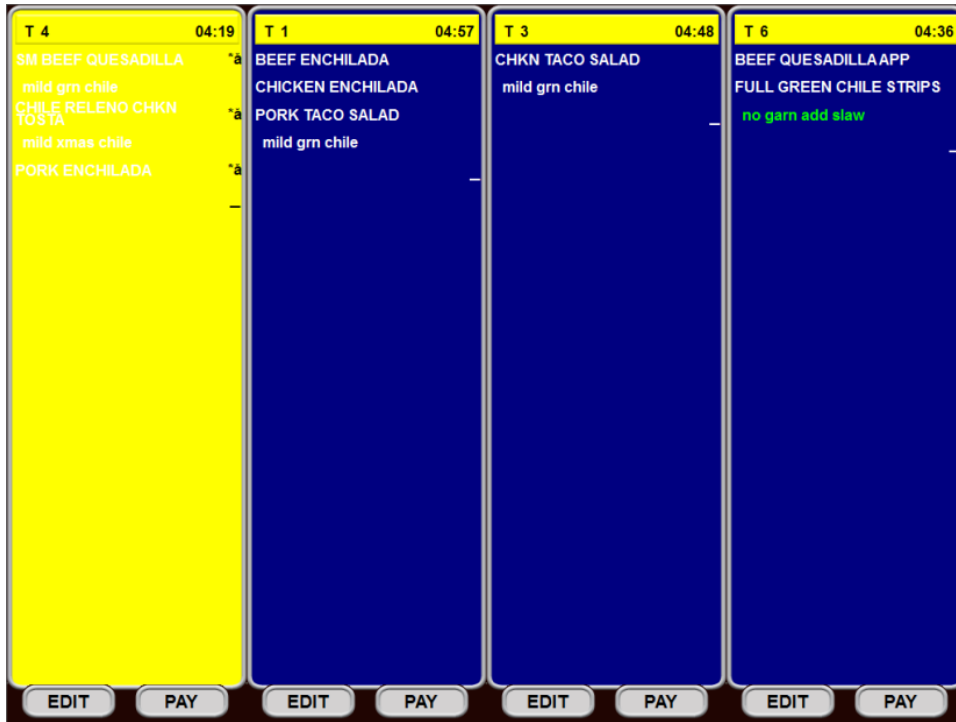 T 4 04:19
SM BEEF QUESADILLA *ă
mild grn chile
CHILE RELENO CHKN TOSTA *ă
mild xmas chile
PORK ENCHILADA *ă
EDIT PAY
T 1 04:57
BEEF ENCHILADA
CHICKEN ENCHILADA
PORK TACO SALAD
mild grn chile
EDIT PAY
T 3 04:48
CHKN TACO SALAD
mild grn chile
EDIT PAY
T 6 04:36
BEEF QUESADILLA APP
FULL GREEN CHILE STRIPS
no garn add slaw
EDIT PAY